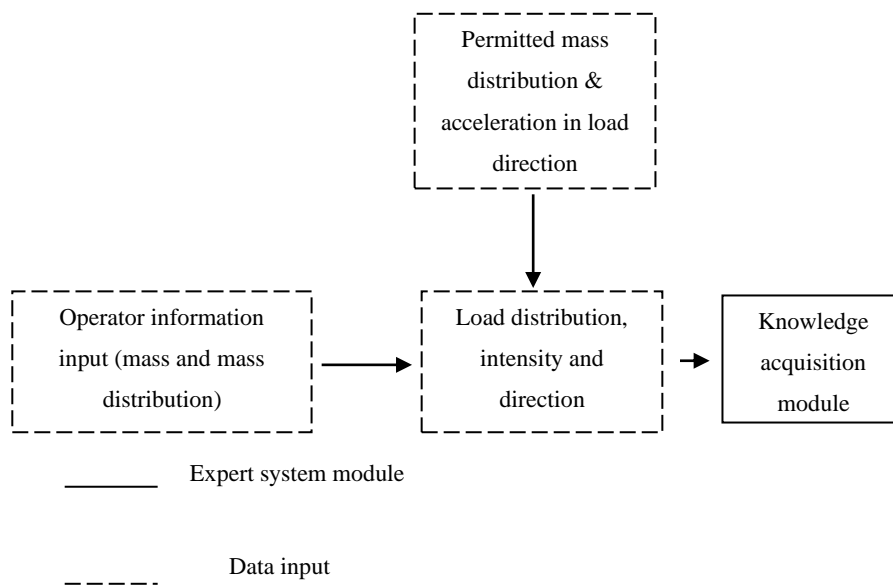 Permitted mass
distribution &
acceleration in load
direction
Operator information
input (mass and mass
distribution)
Load distribution,
intensity and
direction
Knowledge
acquisition
module
Expert system module
Data input